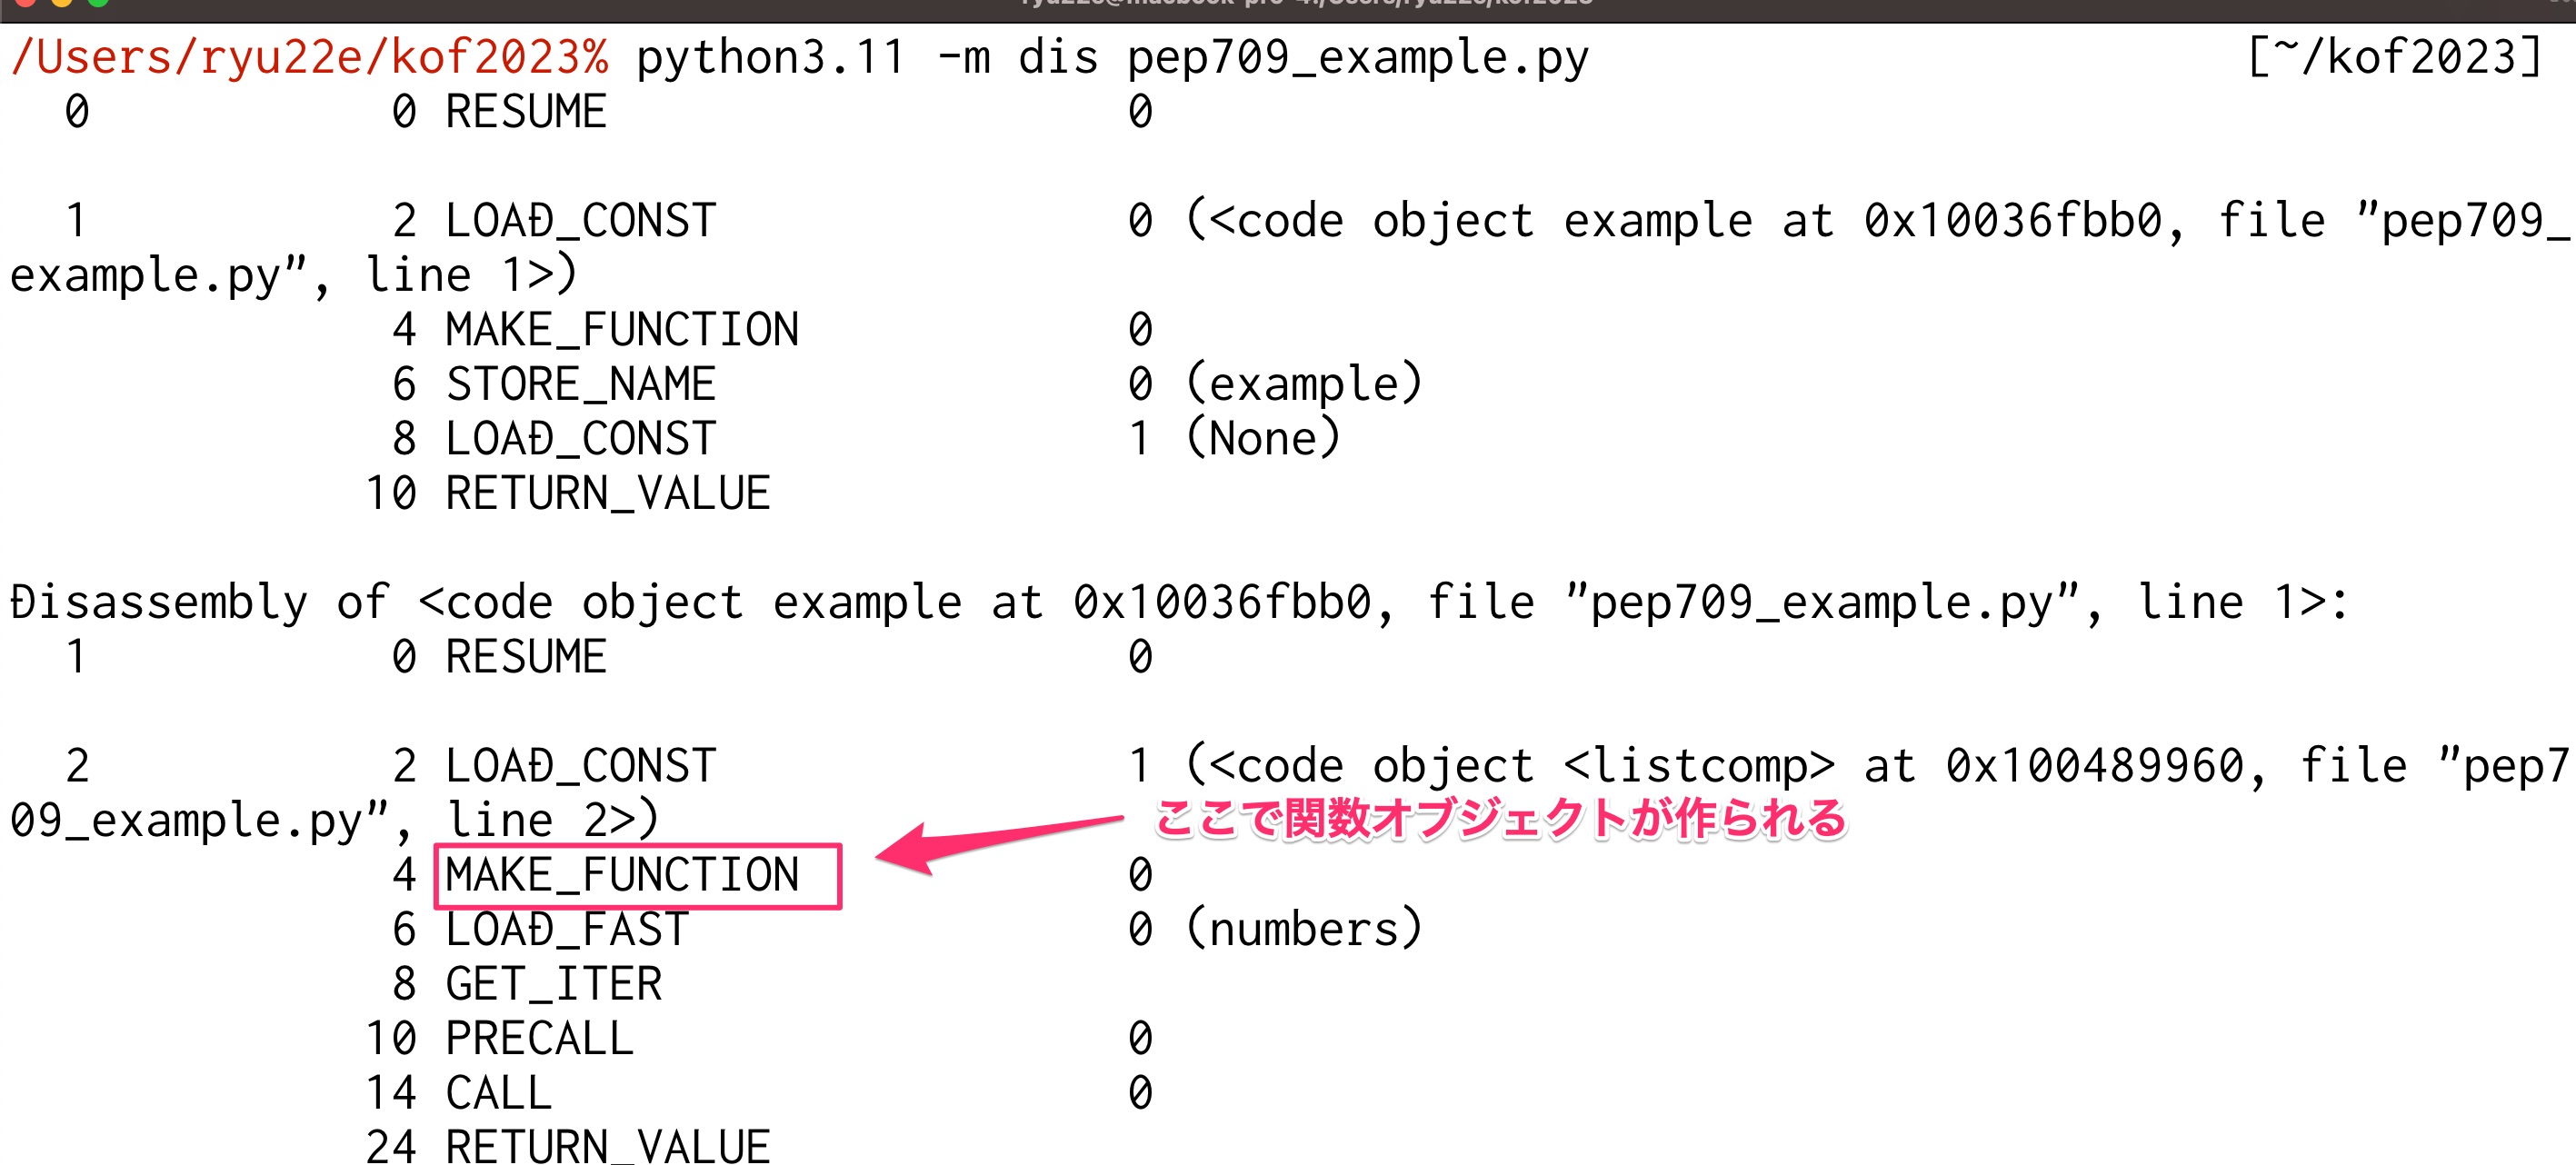 /Users/ryu22e/kof2023% python3.11 -m dis pep709_example.py [~/kof2023]
0 0 RESUME 0
1 2 LOAD_CONST 0 (<code object example at 0x10036fbb0, file "pep709_
example.py", line 1>)
4 MAKE_FUNCTION 0
6 STORE_NAME 0 (example)
8 LOAD_CONST 1 (None)
10 RETURN_VALUE
Disassembly of <code object example at 0x10036fbb0, file "pep709_example.py", line 1>:
1 0 RESUME 0
2 2 LOAD_CONST 1 (<code object <listcomp> at 0x100489960, file "pep7
09_example.py", line 2>)
ここで関数オブジェクトが作られる
4 MAKE_FUNCTION 0
6 LOAD_FAST 0 (numbers)
8 GET_ITER
10 PRECALL 0
14 CALL 0
24 RETURN_VALUE